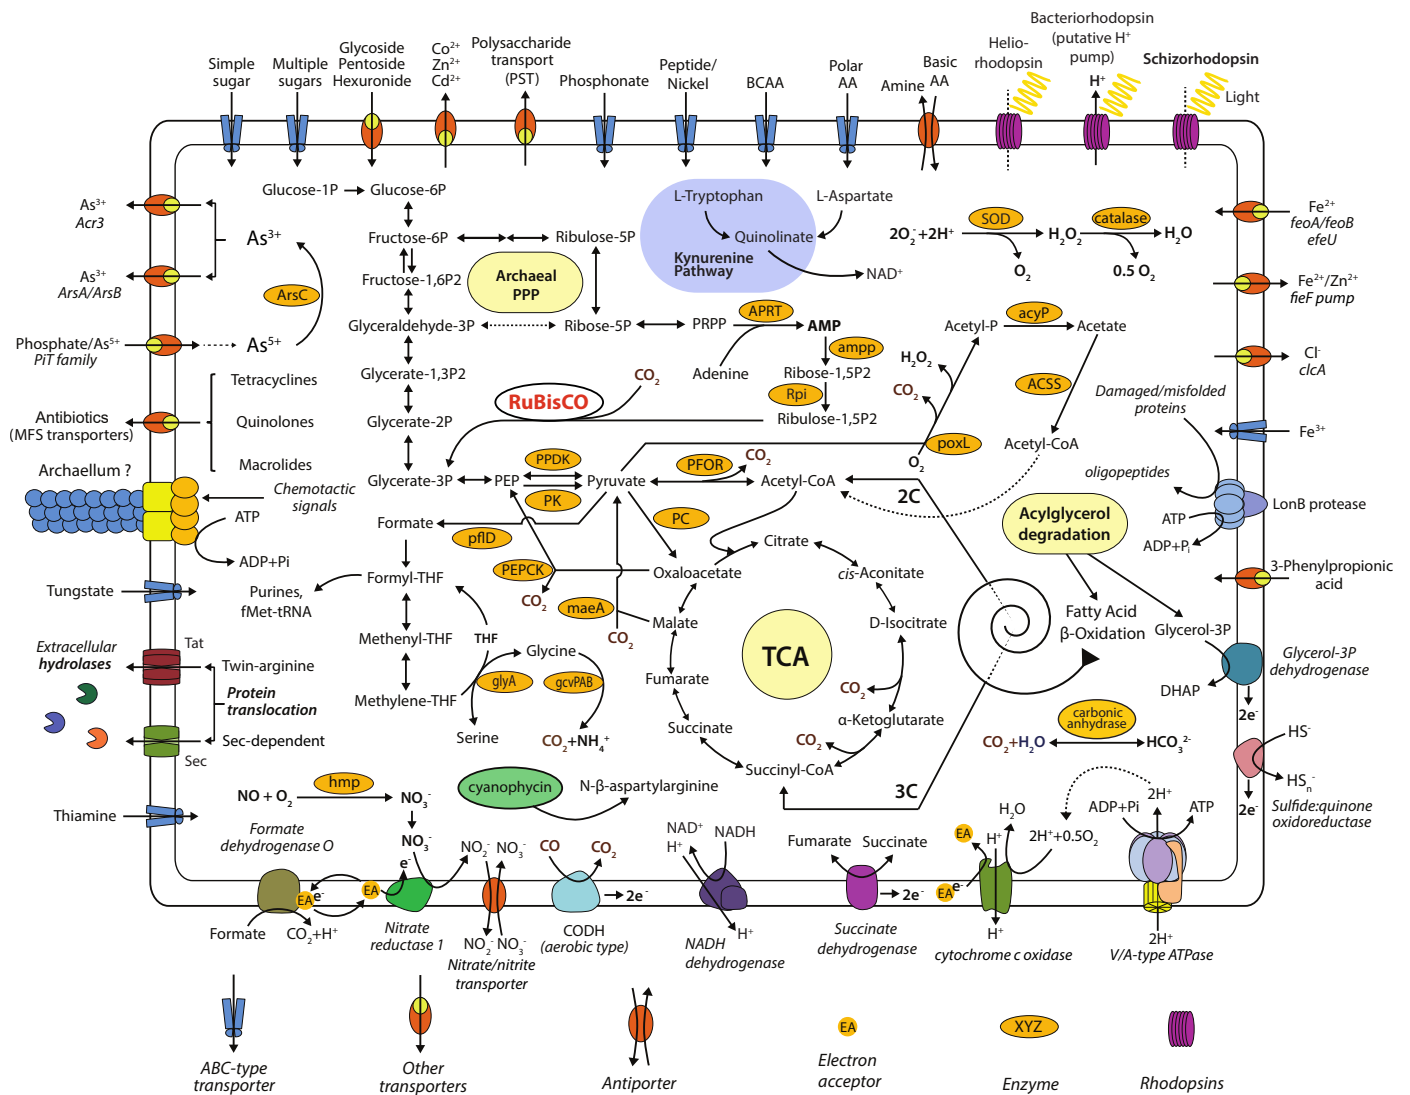 Simple
sugar
Multiple
sugars
Glycoside
Pentoside
Hexuronide
Co²⁺
Zn²⁺
Cd²⁺
Polysaccharide
transport
(PST)
Phosphonate
Peptide/
Nickel
BCAA
Polar
AA
Amine
Basic
AA
Helio-
rhodopsin
Bacteriorhodopsin
(putative H⁺
pump)
H⁺
Schizorhodopsin
Light
As³⁺
Acr3
As³⁺
ArsA/ArsB
As³⁺
ArsC
As⁵⁺
Phosphate/As⁵⁺
PiT family
Tetracyclines
Quinolones
Macrolides
Antibiotics
(MFS transporters)
Archaellum ?
Chemotactic
signals
ATP
ADP+Pi
Tungstate
Purines,
fMet-tRNA
Extracellular
hydrolases
Tat
Twin-arginine
Protein
translocation
Sec-dependent
Sec
Thiamine
Glucose-1P
Glucose-6P
Fructose-6P
Ribulose-5P
Fructose-1,6P2
Archaeal
PPP
Glyceraldehyde-3P
Ribose-5P
PRPP
APRT
AMP
Adenine
ampp
Ribose-1,5P2
Rpi
Ribulose-1,5P2
Glycerate-1,3P2
CO₂
RuBisCO
Glycerate-2P
Glycerate-3P
PEP
PPDK
PK
Pyruvate
PFOR
CO₂
Acetyl-CoA
L-Tryptophan
L-Aspartate
Quinolinate
Kynurenine
Pathway
NAD⁺
2O₂⁻+2H⁺
SOD
O₂
H₂O₂
catalase
0.5 O₂
H₂O
Acetyl-P
acyP
Acetate
H₂O₂
CO₂
ACSS
Acetyl-CoA
poxL
O₂
2C
Fe²⁺
feoA/feoB
efeU
Fe²⁺/Zn²⁺
fieF pump
Cl⁻
clcA
Damaged/misfolded
proteins
Fe³⁺
oligopeptides
LonB protease
ATP
ADP+Pᵢ
3-Phenylpropionic
acid
Acylglycerol
degradation
Fatty Acid
β-Oxidation
Glycerol-3P
Glycerol-3P
dehydrogenase
DHAP
2e⁻
HS⁻
HSₙ⁻
2e⁻
Sulfide:quinone
oxidoreductase
carbonic
anhydrase
CO₂+H₂O
HCO₃²⁻
Formate
pflD
PC
Formyl-THF
PEPCK
CO₂
maeA
CO₂
Methenyl-THF
THF
Methylene-THF
glyA
Glycine
gcvPAB
Serine
CO₂+NH₄⁺
Oxaloacetate
Citrate
cis-Aconitate
D-Isocitrate
CO₂
α-Ketoglutarate
CO₂
Succinyl-CoA
Succinate
Fumarate
Malate
TCA
3C
cyanophycin
N-β-aspartylarginine
NO + O₂
hmp
NO₃⁻
NO₃⁻
Formate
dehydrogenase O
EA
e⁻
EA
e⁻
Formate
CO₂+H⁺
Nitrate
reductase 1
NO₂⁻
NO₃⁻
NO₂⁻
NO₃⁻
Nitrate/nitrite
transporter
CO
CO₂
2e⁻
CODH
(aerobic type)
NAD⁺
H⁺
NADH
H⁺
NADH
dehydrogenase
Fumarate
Succinate
2e⁻
Succinate
dehydrogenase
EA
EA
e⁻
H⁺
H₂O
2H⁺+0.5O₂
H⁺
cytochrome c oxidase
ADP+Pi
2H⁺
ATP
2H⁺
V/A-type ATPase
ABC-type
transporter
Other
transporters
Antiporter
EA
Electron
acceptor
XYZ
Enzyme
Rhodopsins